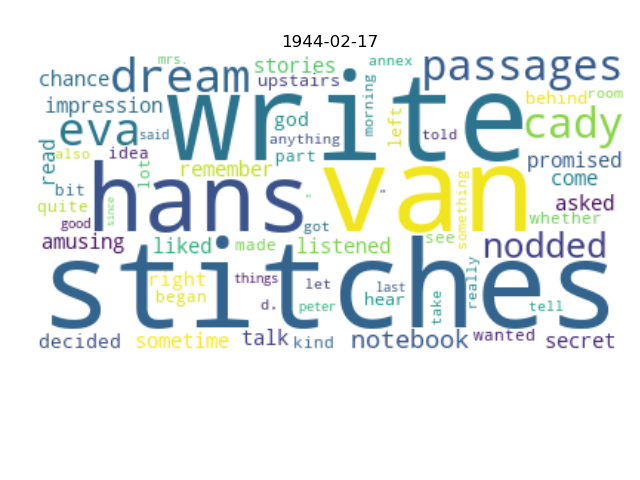 1944-02-17
mrs. stories annex
chance dream upstairs passages
impression write morning behind room
eva said god left told cady
read also idea lot anything part promised
bit remember come
quite hans van something asked
good since " " whether
amusing liked made got listened see nodded
stitches
right things let last hear take really tell
began d. peter
decided sometime talk kind notebook wanted secret